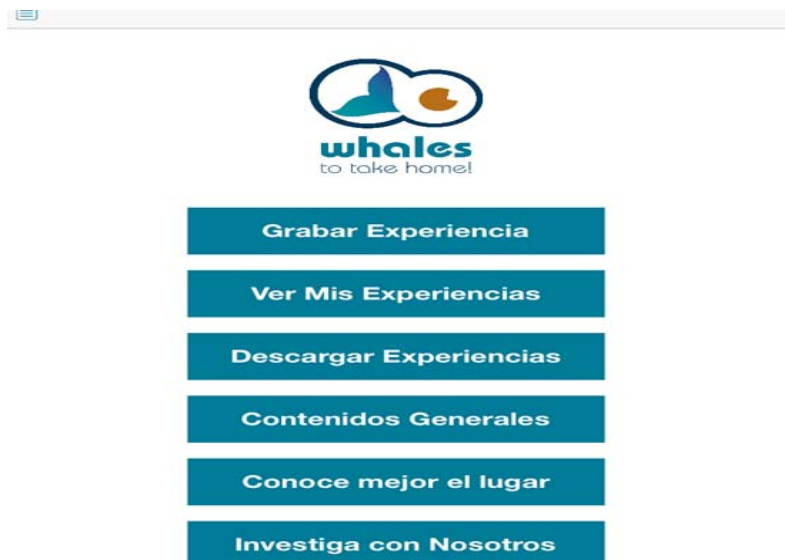 whales
to take home!
Grabar Experiencia
Ver Mis Experiencias
Descargar Experiencias
Contenidos Generales
Conoce mejor el lugar
Investiga con Nosotros